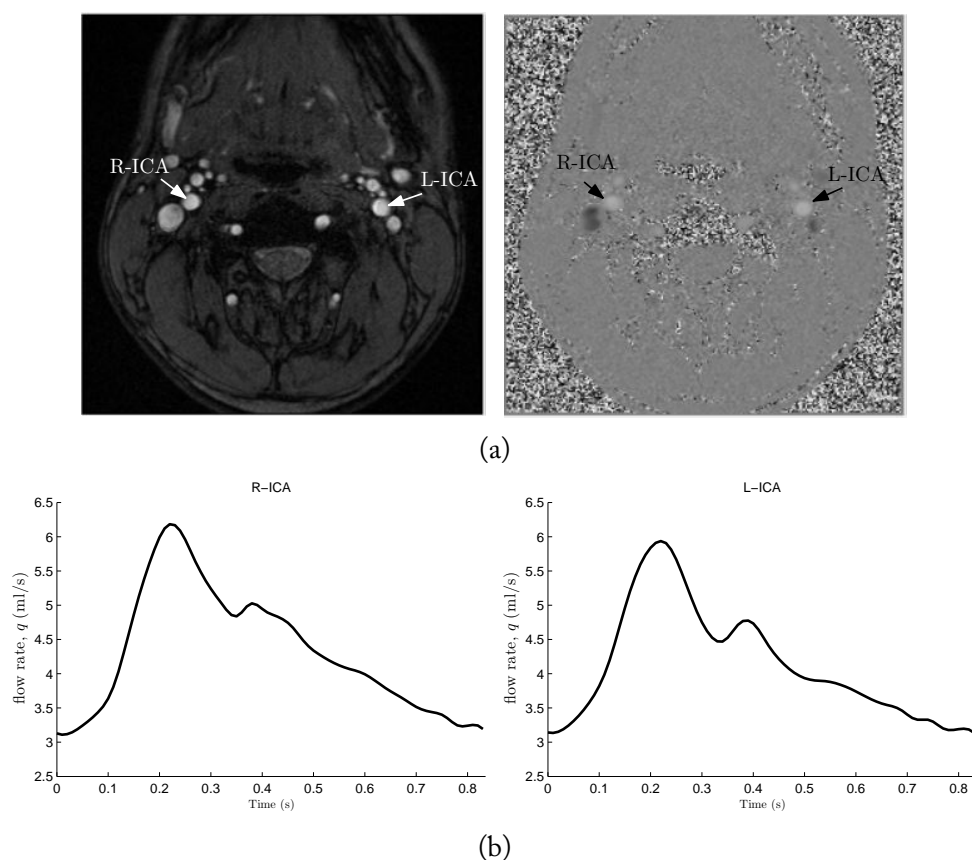 R-ICA
L-ICA
R-ICA
L-ICA
(a)
R−ICA
6.5
6
5.5
5
4.5
4
3.5
3
2.5
flow rate, q (ml/s)
0 0.1 0.2 0.3 0.4 0.5 0.6 0.7 0.8
Time (s)
L−ICA
6.5
6
5.5
5
4.5
4
3.5
3
2.5
flow rate, q (ml/s)
0 0.1 0.2 0.3 0.4 0.5 0.6 0.7 0.8
Time (s)
(b)